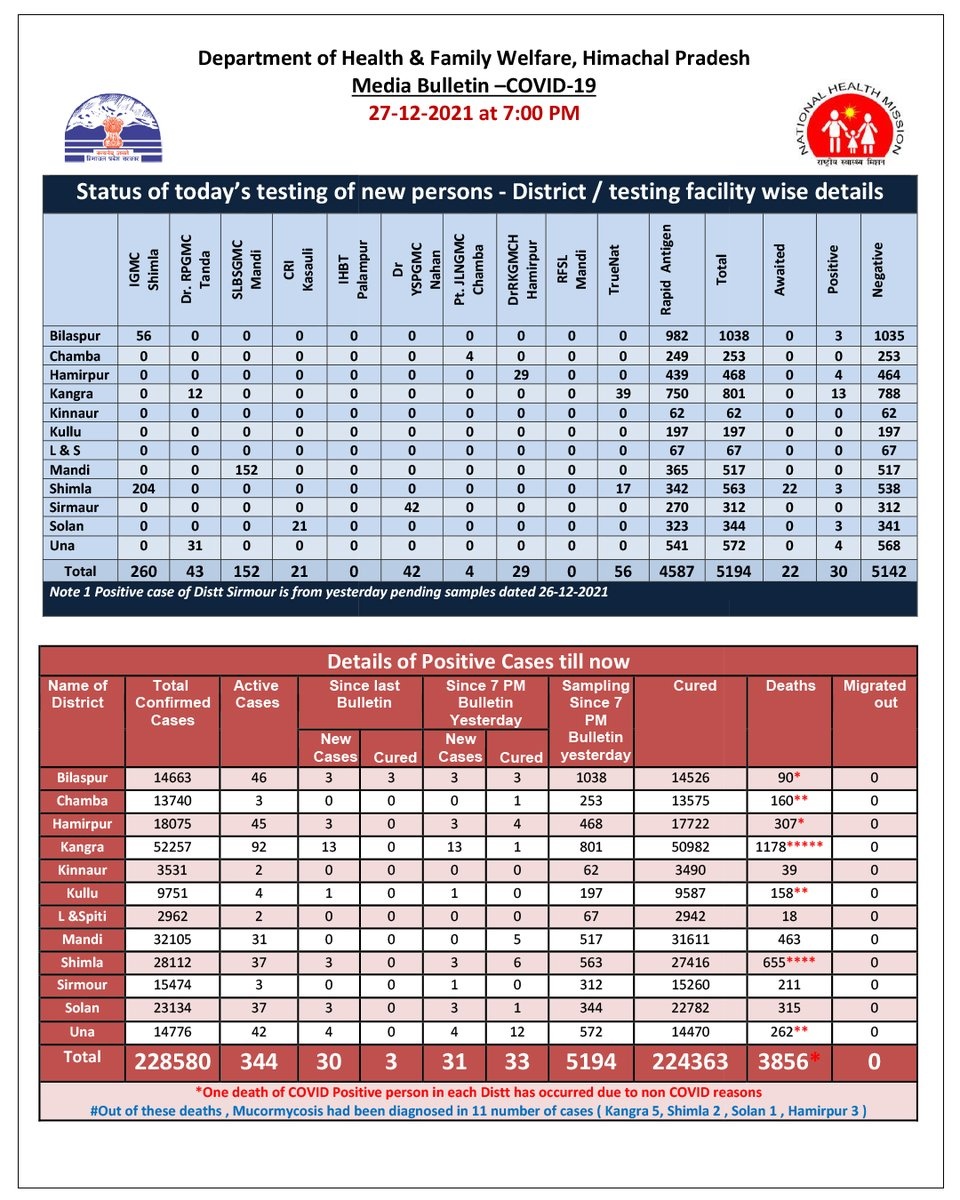 Department of Health & Family Welfare, Himachal Pradesh
Media Bulletin –COVID-19
27-12-2021 at 7:00 PM
NATIONAL HEALTH MISSION
राष्ट्रीय स्वास्थ्य मिशन
Status of today's testing of new persons - District / testing facility wise details
IGMC Shimla Dr. RPGMC Tanda SLBSGMC Mandi CRI Kasauli IHBT Palampur Dr YSPGMC Nahan Pt. JLNGMC Chamba DrRKGMCH Hamirpur RFSL Mandi TrueNat Rapid Antigen Total Awaited Positive Negative
Bilaspur 56 0 0 0 0 0 0 0 0 0 982 1038 0 3 1035
Chamba 0 0 0 0 0 0 4 0 0 0 249 253 0 0 253
Hamirpur 0 0 0 0 0 0 0 29 0 0 439 468 0 4 464
Kangra 0 12 0 0 0 0 0 0 0 39 750 801 0 13 788
Kinnaur 0 0 0 0 0 0 0 0 0 0 62 62 0 0 62
Kullu 0 0 0 0 0 0 0 0 0 0 197 197 0 0 197
L & S 0 0 0 0 0 0 0 0 0 0 67 67 0 0 67
Mandi 0 0 152 0 0 0 0 0 0 0 365 517 0 0 517
Shimla 204 0 0 0 0 0 0 0 0 17 342 563 22 3 538
Sirmaur 0 0 0 0 0 42 0 0 0 0 270 312 0 0 312
Solan 0 0 0 21 0 0 0 0 0 0 323 344 0 3 341
Una 0 31 0 0 0 0 0 0 0 0 541 572 0 4 568
Total 260 43 152 21 0 42 4 29 0 56 4587 5194 22 30 5142
Note 1 Positive case of Distt Sirmour is from yesterday pending samples dated 26-12-2021
Details of Positive Cases till now
Name of District Total Confirmed Cases Active Cases Since last Bulletin Since 7 PM Bulletin Yesterday Sampling Since 7 PM Bulletin yesterday Cured Deaths Migrated out
New Cases Cured New Cases Cured
Bilaspur 14663 46 3 3 3 3 1038 14526 90* 0
Chamba 13740 3 0 0 0 1 253 13575 160** 0
Hamirpur 18075 45 3 0 3 4 468 17722 307* 0
Kangra 52257 92 13 0 13 1 801 50982 1178***** 0
Kinnaur 3531 2 0 0 0 0 62 3490 39 0
Kullu 9751 4 1 0 1 0 197 9587 158** 0
L &Spiti 2962 2 0 0 0 0 67 2942 18 0
Mandi 32105 31 0 0 0 5 517 31611 463 0
Shimla 28112 37 3 0 3 6 563 27416 655**** 0
Sirmour 15474 3 0 0 1 0 312 15260 211 0
Solan 23134 37 3 0 3 1 344 22782 315 0
Una 14776 42 4 0 4 12 572 14470 262** 0
Total 228580 344 30 3 31 33 5194 224363 3856* 0
*One death of COVID Positive person in each Distt has occurred due to non COVID reasons
#Out of these deaths , Mucormycosis had been diagnosed in 11 number of cases ( Kangra 5, Shimla 2 , Solan 1 , Hamirpur 3 )